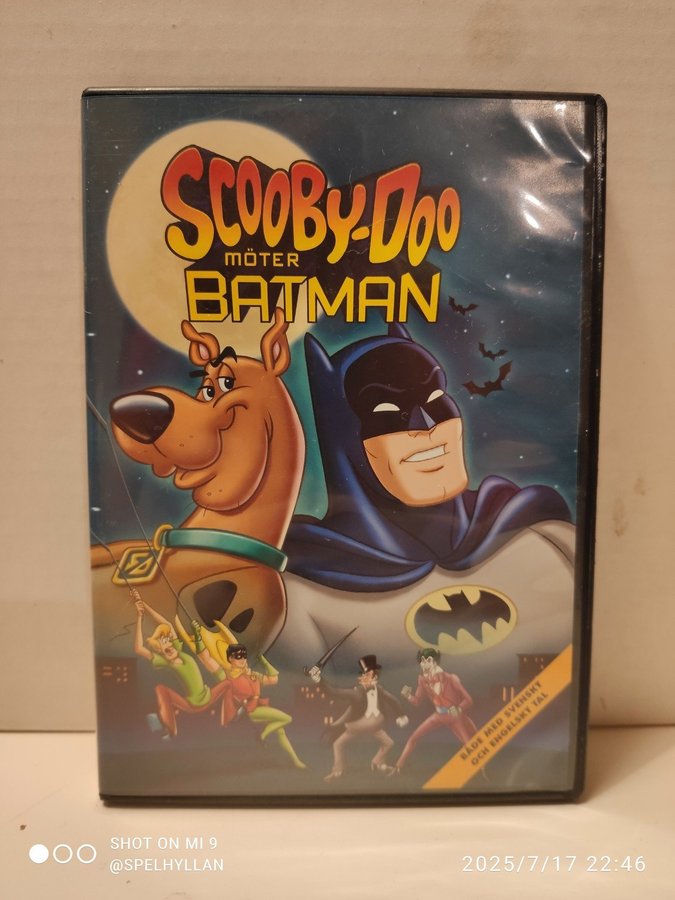 SCOOBY-DOO
MÖTER
BATMAN
SD
BÅDE MED SVENSKT
OCH ENGELSKT TAL
SHOT ON MI 9
@SPELHYLLAN
2025/7/17 22:46